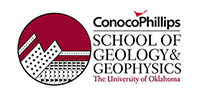 ConocoPhillips
SCHOOL OF
GEOLOGY&
GEOPHYSICS
The University of Oklahoma